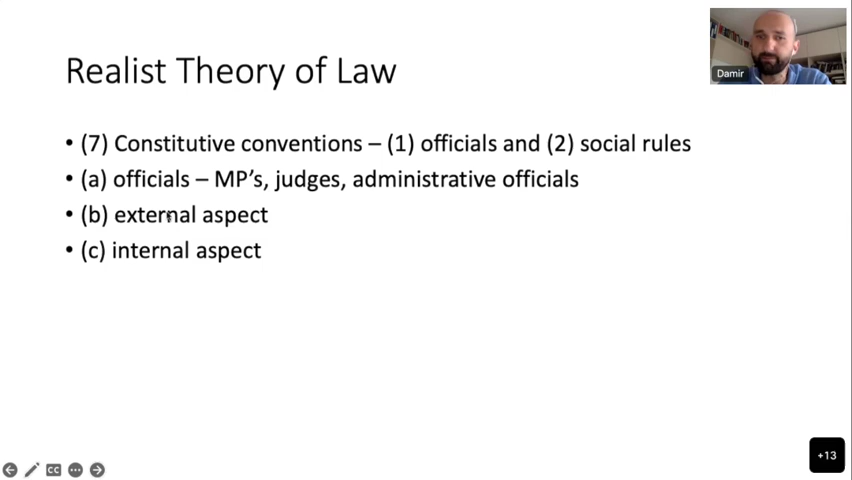 Realist Theory of Law
Damir
• (7) Constitutive conventions – (1) officials and (2) social rules
• (a) officials – MP’s, judges, administrative officials
• (b) external aspect
• (c) internal aspect
CC
+13